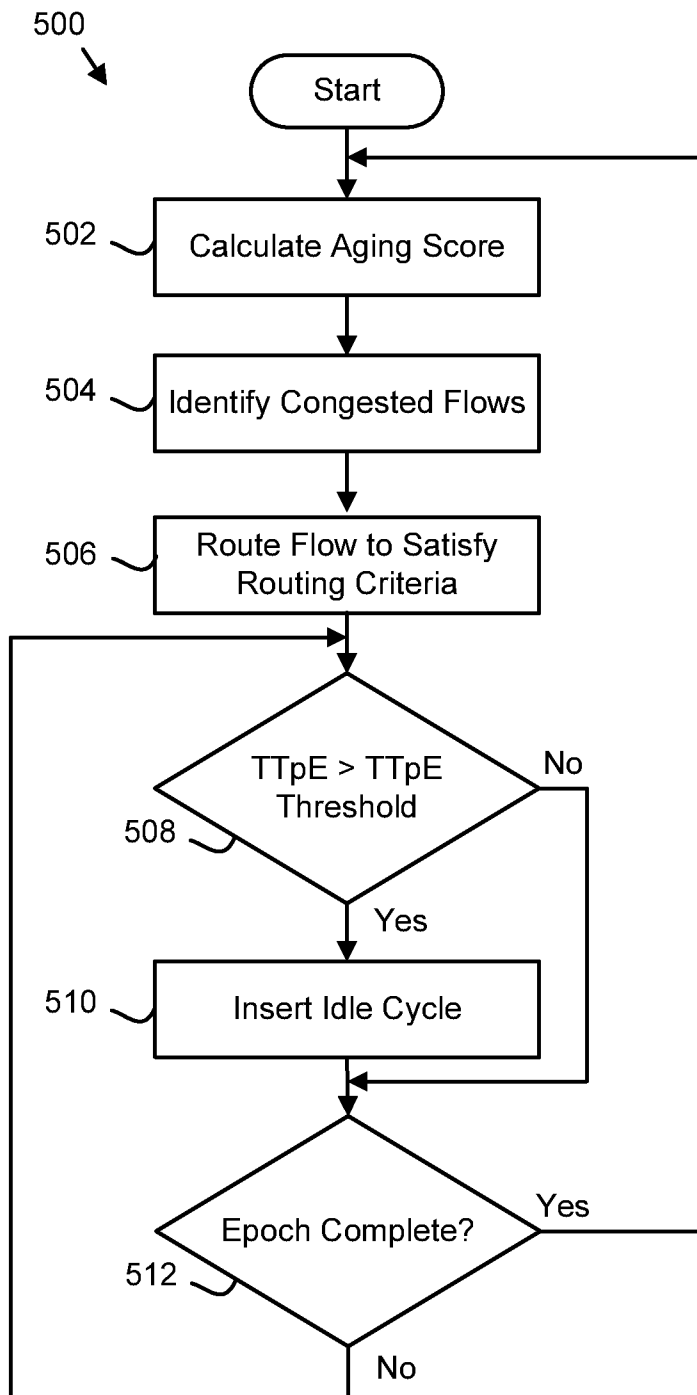 500
Start
502
Calculate Aging Score
504
Identify Congested Flows
506
Route Flow to Satisfy
Routing Criteria
TTpE > TTpE
Threshold
No
508
Yes
510
Insert Idle Cycle
Epoch Complete?
Yes
512
No